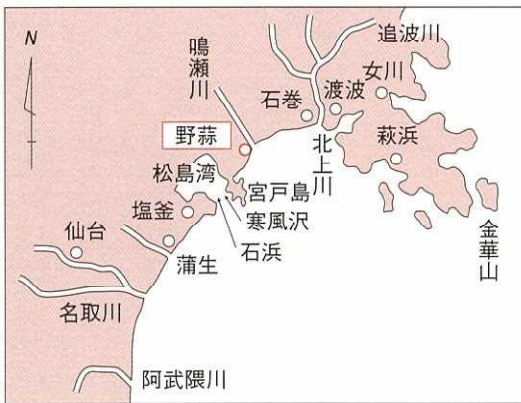 N
追波川
鳴瀬川
女川
石巻
渡波
野蒜
北上川
萩浜
松島湾
宮戸島
塩釜
寒風沢
金華山
仙台
石浜
蒲生
名取川
阿武隈川